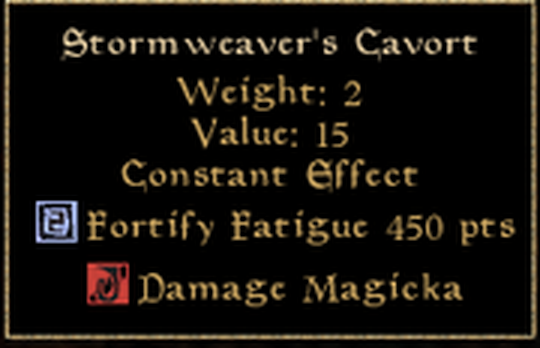 Stormweaver's Cavort
Weight: 2
Value: 15
Constant Effect
Fortify Fatigue 450 pts
Damage Magicka